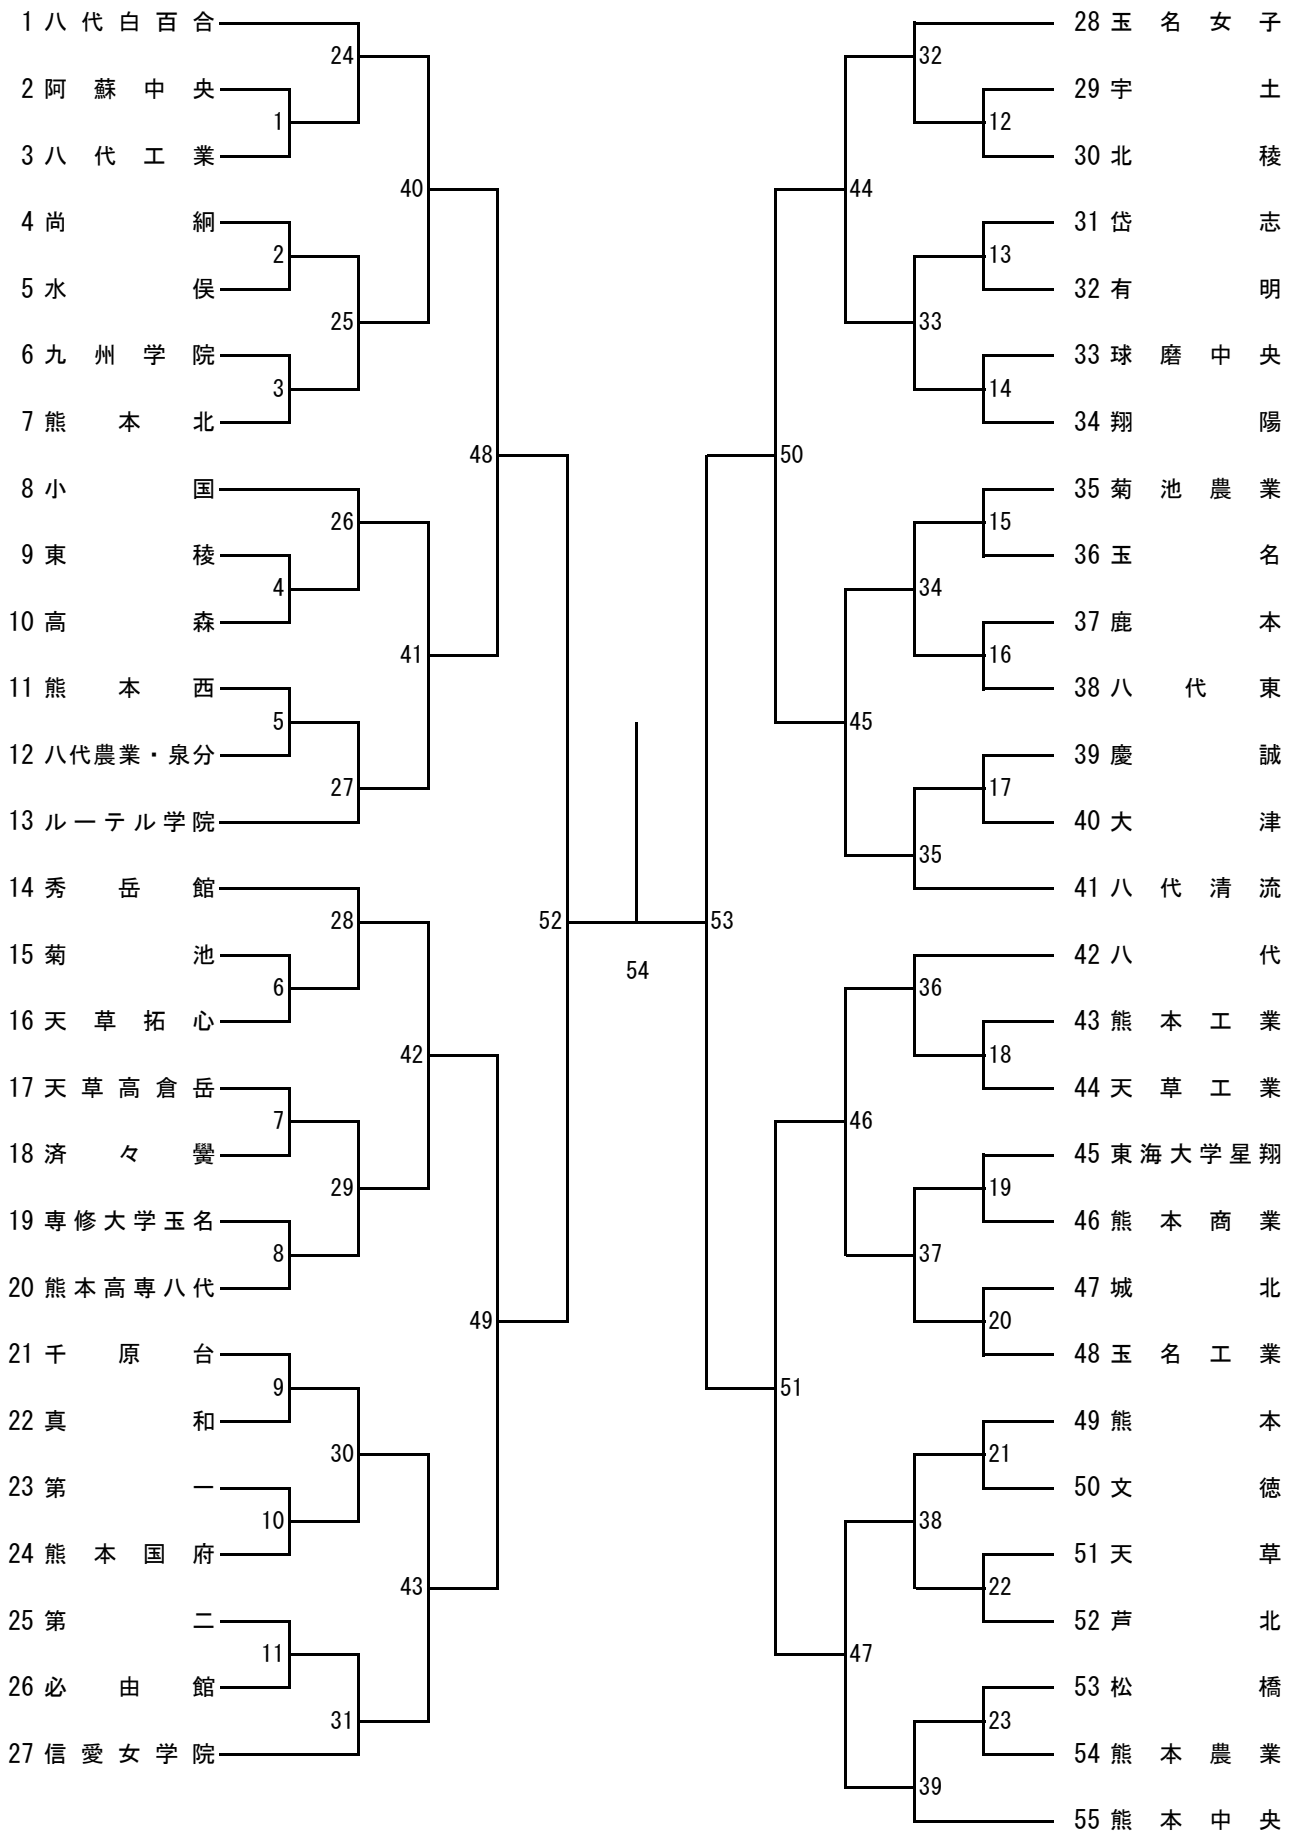 1 八代白百合
2 阿蘇中央
3 八代工業
4 尚絅
5 水俣
6 九州学院
7 熊本北
8 小国
9 東稜
10 高森
11 熊本西
12 八代農業・泉分
13 ルーテル学院
14 秀岳館
15 菊池
16 天草拓心
17 天草高倉岳
18 済々黌
19 専修大学玉名
20 熊本高専八代
21 千原台
22 真和
23 第一
24 熊本国府
25 第二
26 必由館
27 信愛女学院
1
2
3
4
5
6
7
8
9
10
11
24
25
26
27
28
29
30
31
40
41
42
43
48
49
52
54
53
50
51
44
45
46
47
32
33
34
35
36
37
38
39
12
13
14
15
16
17
18
19
20
21
22
23
28 玉名女子
29 宇土
30 北稜
31 岱志
32 有明
33 球磨中央
34 翔陽
35 菊池農業
36 玉名
37 鹿本
38 八代東
39 慶誠
40 大津
41 八代清流
42 八代
43 熊本工業
44 天草工業
45 東海大学星翔
46 熊本商業
47 城北
48 玉名工業
49 熊本
50 文徳
51 天草
52 芦北
53 松橋
54 熊本農業
55 熊本中央